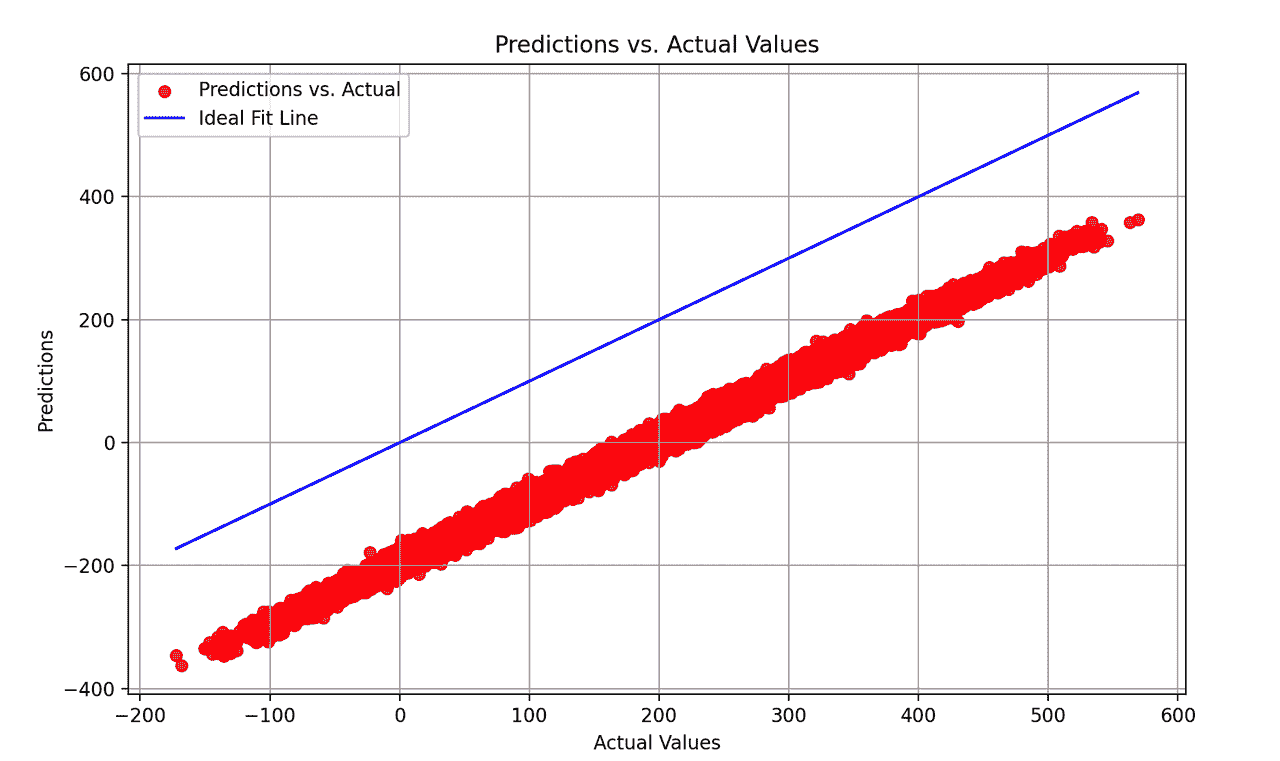 Predictions vs. Actual Values
600
400
200
0
−200
−400
Predictions
Predictions vs. Actual
Ideal Fit Line
−200 −100 0 100 200 300 400 500 600
Actual Values